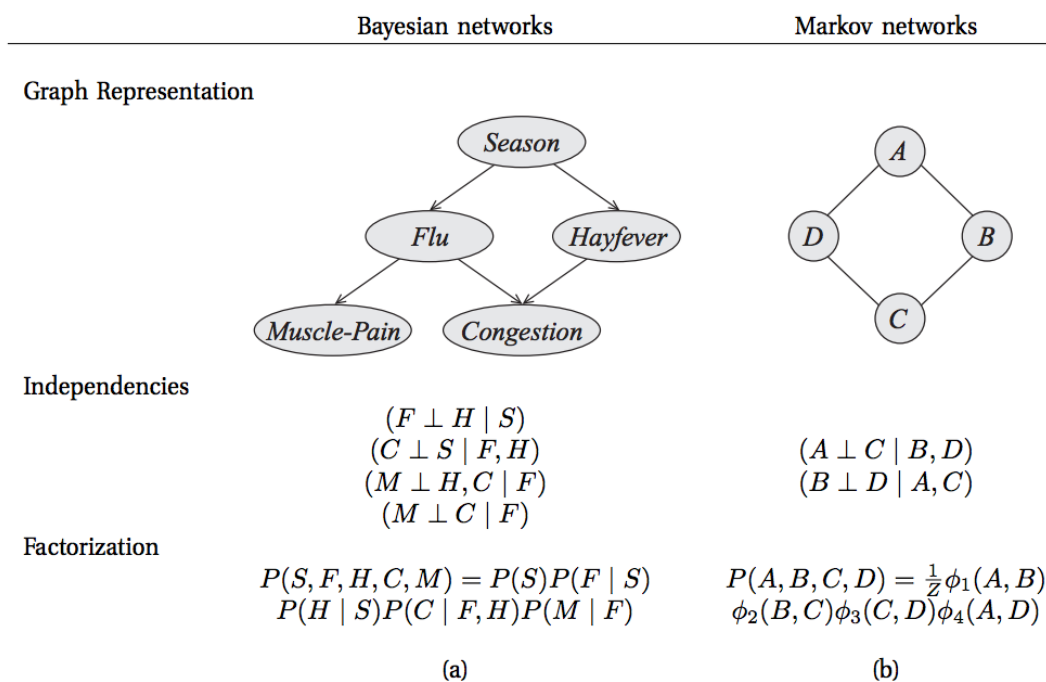 Bayesian networks Markov networks
Graph Representation
Season
Flu
Hayfever
Muscle-Pain
Congestion
A
D
B
C
Independencies
(F ⊥ H | S)
(C ⊥ S | F, H)
(M ⊥ H, C | F)
(M ⊥ C | F)
(A ⊥ C | B, D)
(B ⊥ D | A, C)
Factorization
P(S, F, H, C, M) = P(S)P(F | S)
P(H | S)P(C | F, H)P(M | F)
P(A, B, C, D) = 1/Z ϕ₁(A, B)
ϕ₂(B, C)ϕ₃(C, D)ϕ₄(A, D)
(a) (b)